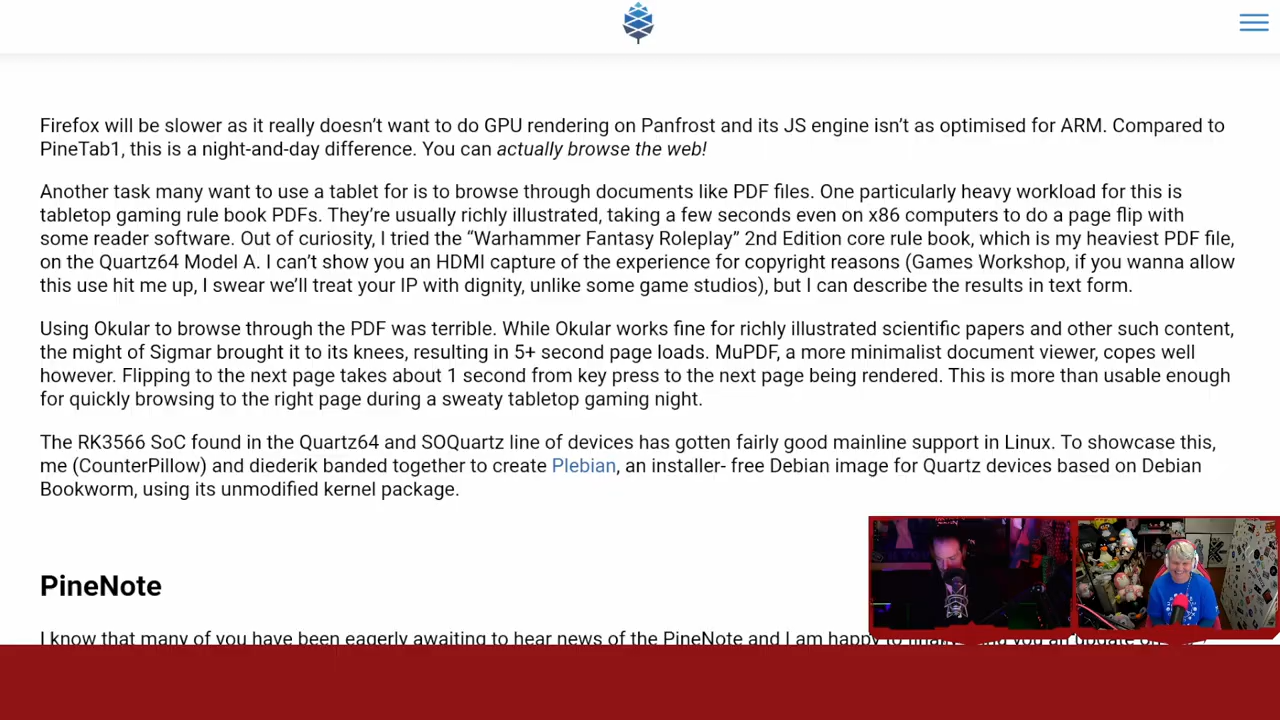 Firefox will be slower as it really doesn’t want to do GPU rendering on Panfrost and its JS engine isn’t as optimised for ARM. Compared to
PineTab1, this is a night-and-day difference. You can actually browse the web!
Another task many want to use a tablet for is to browse through documents like PDF files. One particularly heavy workload for this is
tabletop gaming rule book PDFs. They’re usually richly illustrated, taking a few seconds even on x86 computers to do a page flip with
some reader software. Out of curiosity, I tried the “Warhammer Fantasy Roleplay” 2nd Edition core rule book, which is my heaviest PDF file,
on the Quartz64 Model A. I can’t show you an HDMI capture of the experience for copyright reasons (Games Workshop, if you wanna allow
this use hit me up, I swear we’ll treat your IP with dignity, unlike some game studios), but I can describe the results in text form.
Using Okular to browse through the PDF was terrible. While Okular works fine for richly illustrated scientific papers and other such content,
the might of Sigmar brought it to its knees, resulting in 5+ second page loads. MuPDF, a more minimalist document viewer, copes well
however. Flipping to the next page takes about 1 second from key press to the next page being rendered. This is more than usable enough
for quickly browsing to the right page during a sweaty tabletop gaming night.
The RK3566 SoC found in the Quartz64 and SOQuartz line of devices has gotten fairly good mainline support in Linux. To showcase this,
me (CounterPillow) and diederik banded together to create Plebian, an installer- free Debian image for Quartz devices based on Debian
Bookworm, using its unmodified kernel package.
PineNote
I know that many of you have been eagerly awaiting to hear news of the PineNote and I am happy to